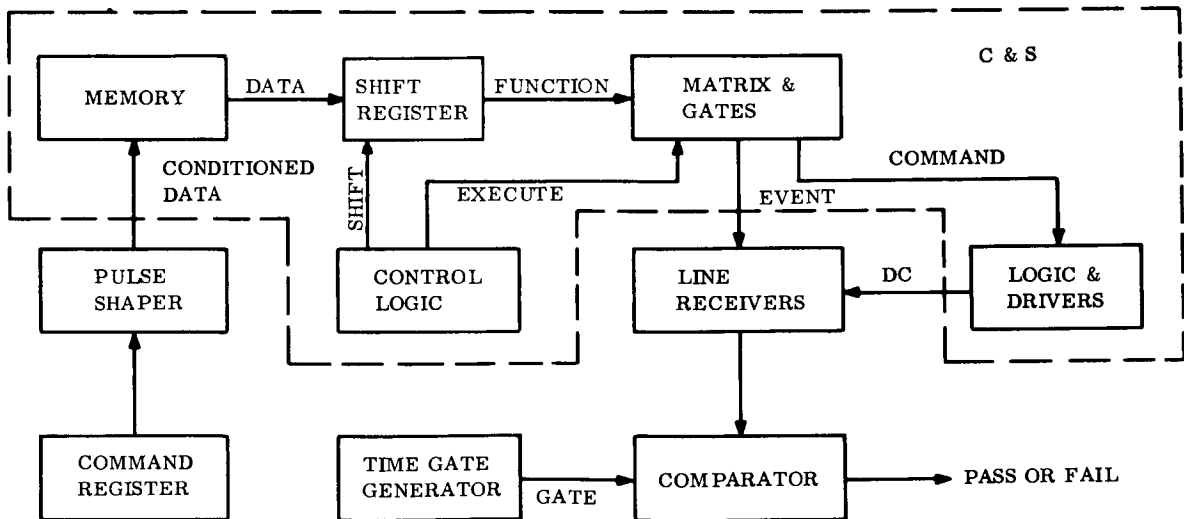 C & S
MEMORY
DATA
SHIFT
REGISTER
FUNCTION
MATRIX &
GATES
COMMAND
CONDITIONED
DATA
SHIFT
EXECUTE
EVENT
PULSE
SHAPER
CONTROL
LOGIC
LINE
RECEIVERS
DC
LOGIC &
DRIVERS
COMMAND
REGISTER
TIME GATE
GENERATOR
GATE
COMPARATOR
PASS OR FAIL